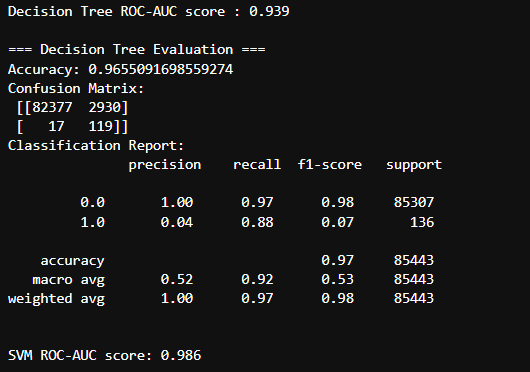 Decision Tree ROC-AUC score : 0.939
=== Decision Tree Evaluation ===
Accuracy: 0.9655091698559274
Confusion Matrix:
[[82377 2930]
[ 17 119]]
Classification Report:
precision recall f1-score support
0.0 1.00 0.97 0.98 85307
1.0 0.04 0.88 0.07 136
accuracy 0.97 85443
macro avg 0.52 0.92 0.53 85443
weighted avg 1.00 0.97 0.98 85443
SVM ROC-AUC score: 0.986